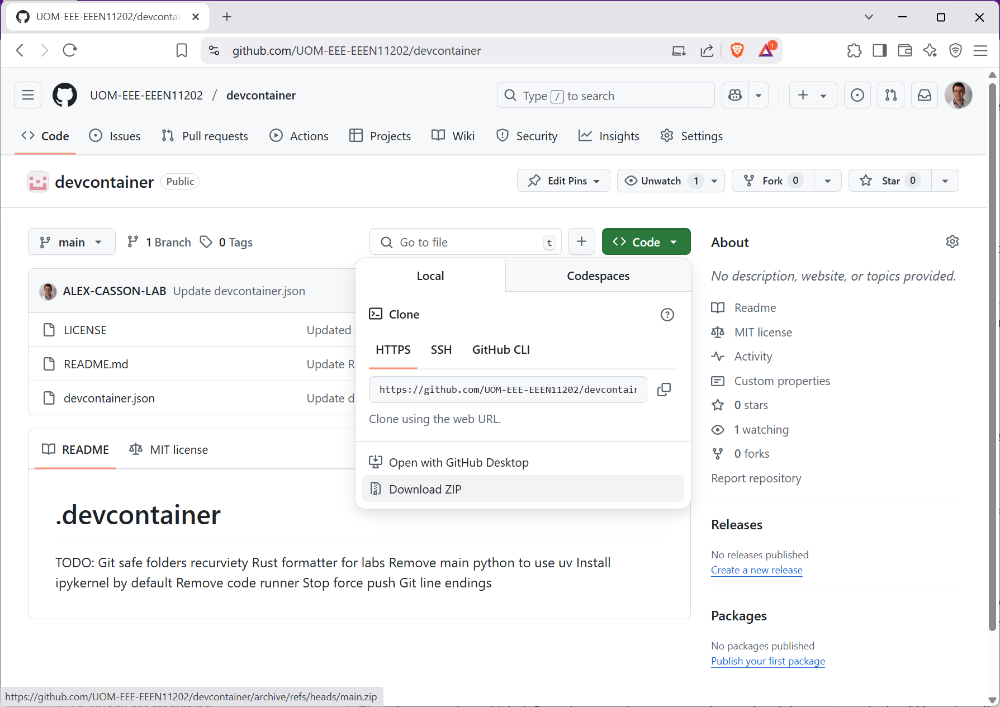 UOM-EEE-EEEN11202/devcontai
github.com/UOM-EEE-EEEN11202/devcontainer
1
UOM-EEE-EEEN11202 / devcontainer
Type / to search
Code
Issues
Pull requests
Actions
Projects
Wiki
Security
Insights
Settings
devcontainer
Public
Edit Pins
Unwatch 1
Fork 0
Star 0
main
1 Branch
0 Tags
Go to file
t
Code
About
Local
Codespaces
No description, website, or topics provided.
ALEX-CASSON-LAB Update devcontainer.json
LICENSE
Updated
README.md
Update R
devcontainer.json
Update d
Clone
HTTPS
SSH
GitHub CLI
https://github.com/UOM-EEE-EEEN11202/devcontair
Clone using the web URL.
Open with GitHub Desktop
Download ZIP
Readme
MIT license
Activity
Custom properties
0 stars
1 watching
0 forks
Report repository
README
MIT license
.devcontainer
TODO: Git safe folders recurviety Rust formatter for labs Remove main python to use uv Install
ipykernel by default Remove code runner Stop force push Git line endings
Releases
No releases published
Create a new release
Packages
No packages published
Publish your first package
https://github.com/UOM-EEE-EEEN11202/devcontainer/archive/refs/heads/main.zip